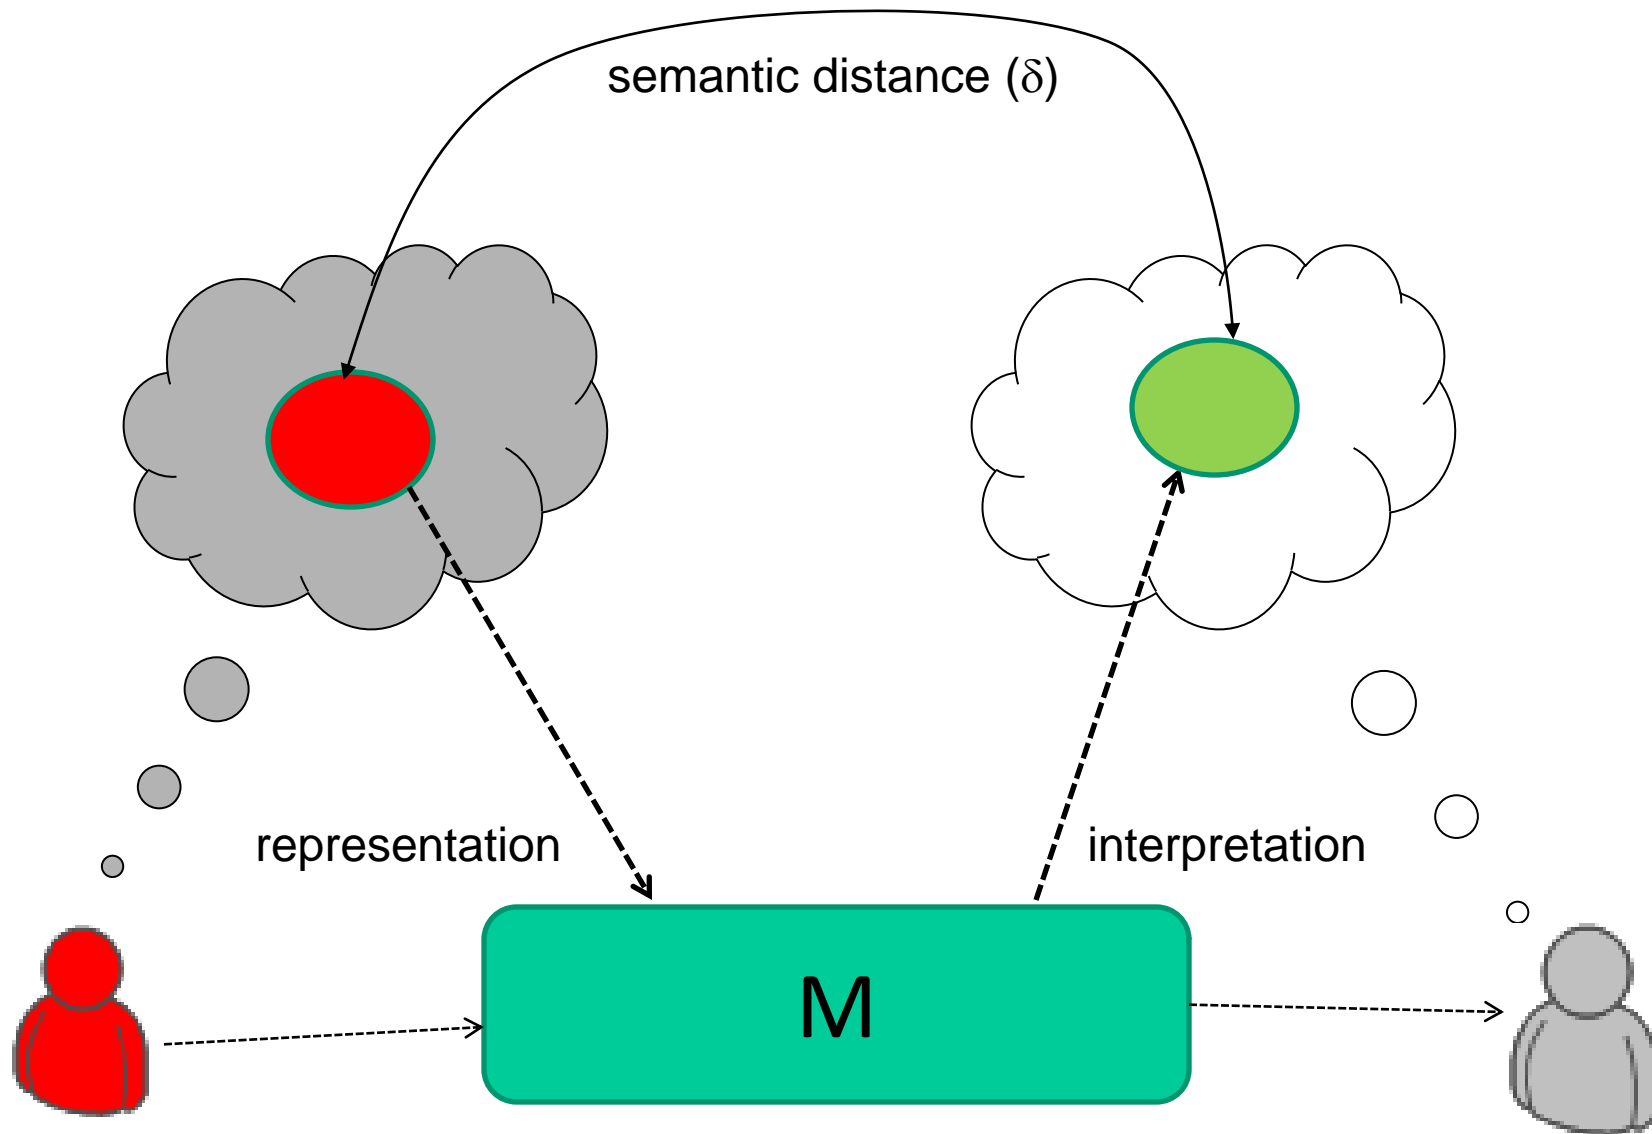 semantic distance (δ)
representation
interpretation
M